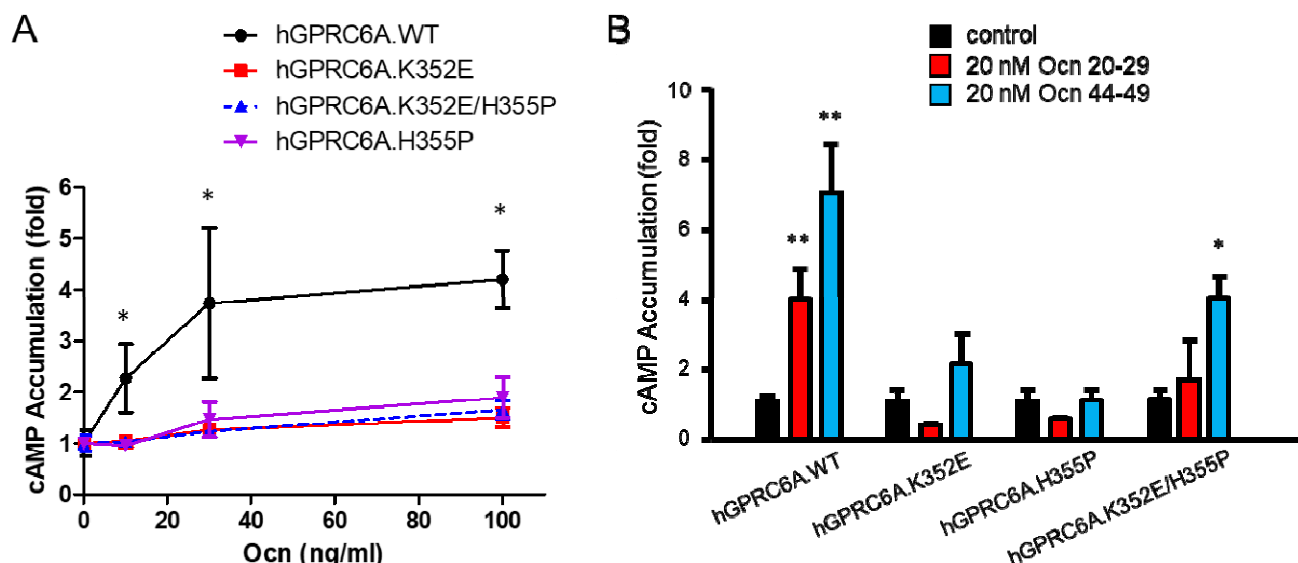 A
hGPRC6A.WT
hGPRC6A.K352E
hGPRC6A.K352E/H355P
hGPRC6A.H355P
cAMP Accumulation (fold)
6
5
4
3
2
1
0
*
*
*
0 20 40 60 80 100
Ocn (ng/ml)
B
control
20 nM Ocn 20-29
20 nM Ocn 44-49
cAMP Accumulation (fold)
10
8
6
4
2
0
**
**
*
hGPRC6A.WT
hGPRC6A.K352E
hGPRC6A.H355P
hGPRC6A.K352E/H355P